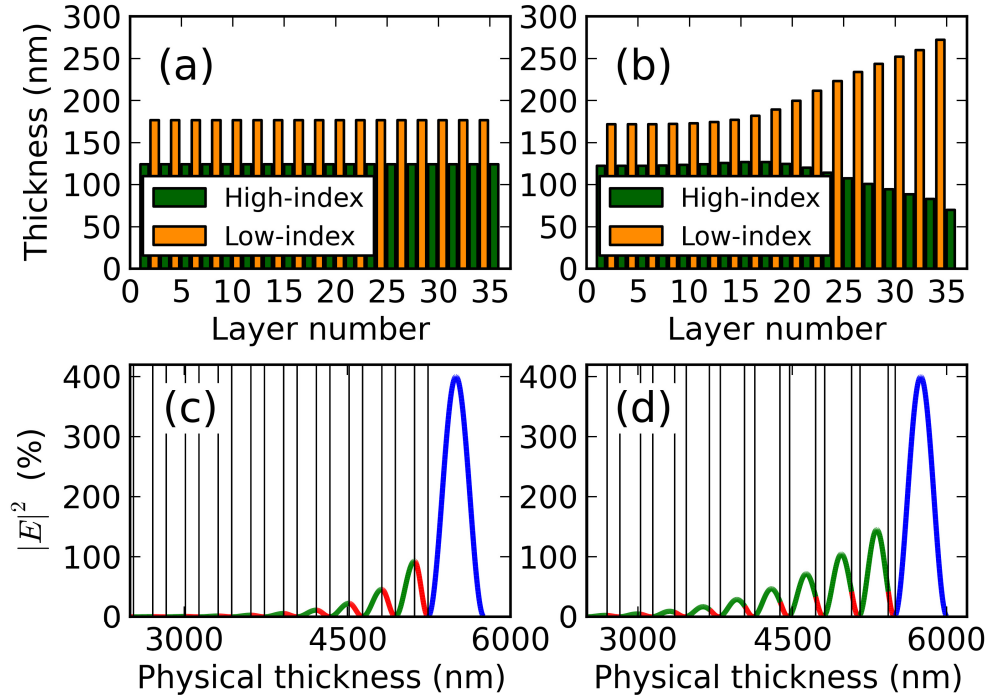 300
250
200
150
100
50
0
Thickness (nm)
(a)
High-index
Low-index
0 5 10 15 20 25 30 35
Layer number
300
250
200
150
100
50
0
(b)
High-index
Low-index
0 5 10 15 20 25 30 35
Layer number
400
300
200
100
0
|E|² (%)
(c)
3000 4500 6000
Physical thickness (nm)
400
300
200
100
0
(d)
3000 4500 6000
Physical thickness (nm)